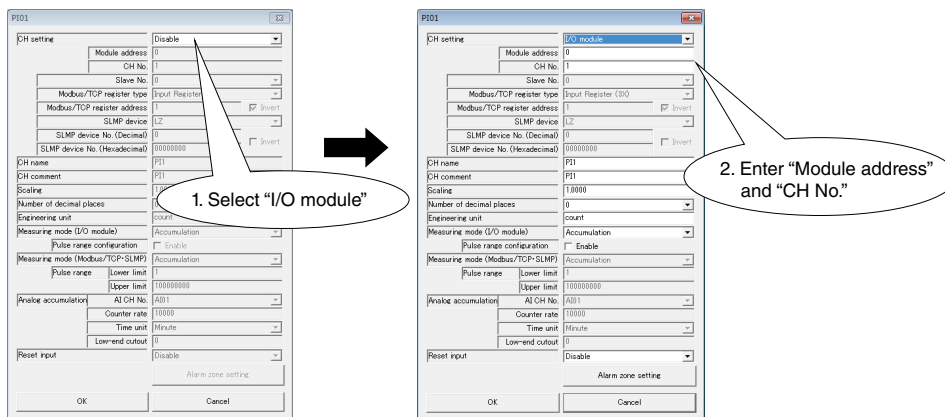 PI01
CH setting Disable
Module address 0
CH No. 1
Slave No. 0
Modbus/TCP register type Input Register
Modbus/TCP register address 1 Invert
SLMP device LZ
SLMP device No. (Decimal) 0
SLMP device No. (Hexadecimal) 00000000 Invert
CH name PI1
CH comment PI1
Scaling
Number of decimal places 0
Engineering unit count
Measuring mode (I/O module) Accumulation
Pulse range configuration Enable
Measuring mode (Modbus/TCP・SLMP) Accumulation
Pulse range Lower limit 1
Upper limit 100000000
Analog accumulation AI CH No. AI01
Counter rate 10000
Time unit Minute
Low-end cutout 0
Reset input Disable
Alarm zone setting
OK Cancel
1. Select “I/O module”
PI01
CH setting I/O module
Module address 0
CH No. 1
Slave No. 0
Modbus/TCP register type Input Register (3X)
Modbus/TCP register address 1 Invert
SLMP device LZ
SLMP device No. (Decimal) 0
SLMP device No. (Hexadecimal) 00000000 Invert
CH name PI1
CH comment PI1
Scaling 1.0000
Number of decimal places 0
Engineering unit count
Measuring mode (I/O module) Accumulation
Pulse range configuration Enable
Measuring mode (Modbus/TCP・SLMP) Accumulation
Pulse range Lower limit 1
Upper limit 100000000
Analog accumulation AI CH No. AI01
Counter rate 10000
Time unit Minute
Low-end cutout 0
Reset input Disable
Alarm zone setting
OK Cancel
2. Enter “Module address”
and “CH No.”